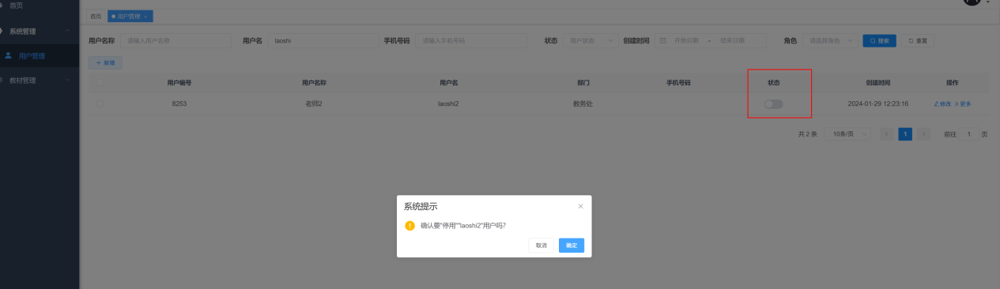 首页
系统管理
用户管理
教材管理
首页 用户管理 ×
用户名称 请输入用户名称 用户名 laoshi 手机号码 请输入手机号码 状态 用户状态 创建时间 开始日期 - 结束日期 角色 请选择角色 搜索 重置
+ 新增
用户编号 用户名称 用户名 部门 手机号码 状态 创建时间 操作
8253 老师2 laoshi2 教务处 2024-01-29 12:23:16 修改 更多
共 2 条 10条/页 1 前往 1 页
系统提示
确认要"停用""laoshi2"用户吗?
取消 确定